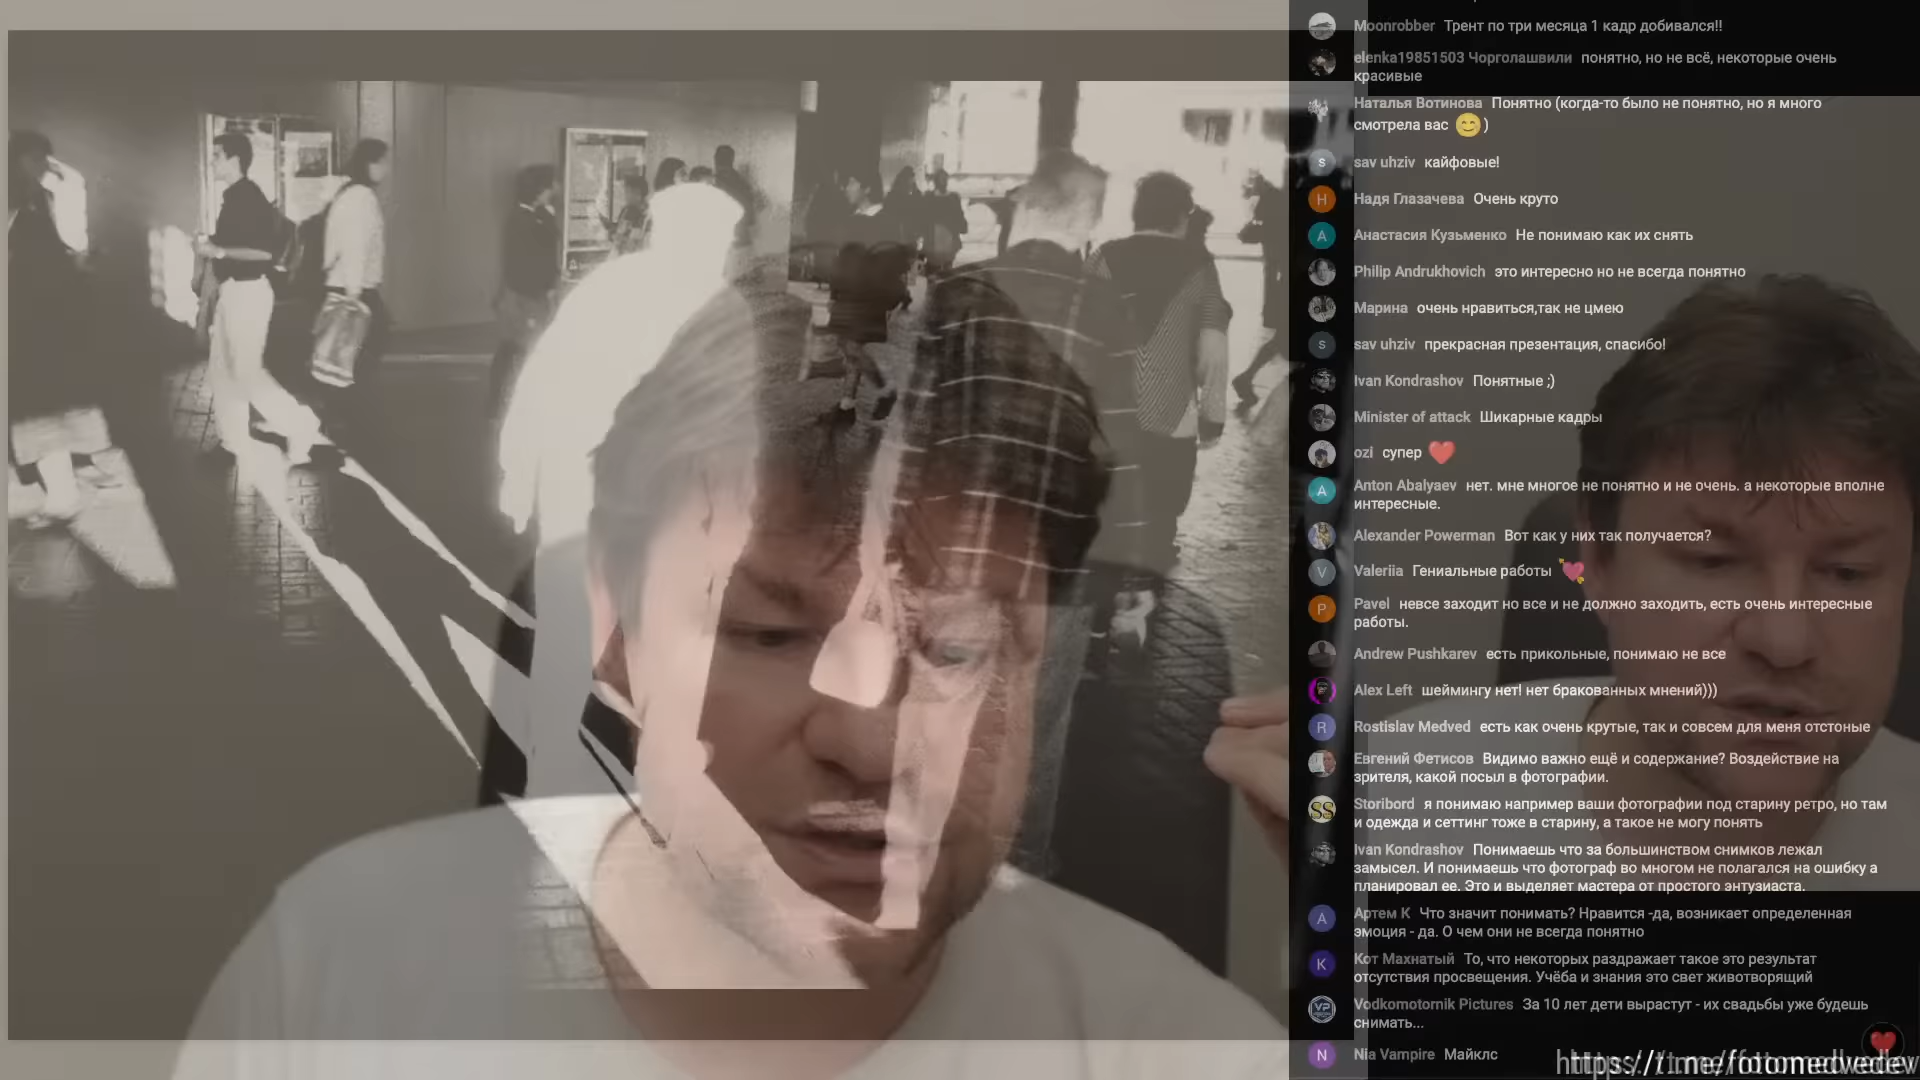 Moonrobber Трент по три месяца 1 кадр добивался!!
elenka19851503 Чорголашвили понятно, но не всё, некоторые очень
красивые
Наталья Вотинова Понятно (когда-то было не понятно, но я много
смотрела вас 😊)
S sav uhziv кайфовые!
Н Надя Глазачева Очень круто
А Анастасия Кузьменко Не понимаю как их снять
Philip Andrukhovich это интересно но не всегда понятно
Марина очень нравиться,так не цмею
S sav uhziv прекрасная презентация, спасибо!
Ivan Kondrashov Понятные ;)
Minister of attack Шикарные кадры
ozi супер ❤️
A Anton Abalyaev нет. мне многое не понятно и не очень. а некоторые вполне
интересные.
Alexander Powerman Вот как у них так получается?
V Valeriia Гениальные работы 💘
P Pavel невсе заходит но все и не должно заходить, есть очень интересные
работы.
Andrew Pushkarev есть прикольные, понимаю не все
Alex Left шеймингу нет! нет бракованных мнений)))
R Rostislav Medved есть как очень крутые, так и совсем для меня отстоные
Евгений Фетисов Видимо важно ещё и содержание? Воздействие на
зрителя, какой посыл в фотографии.
SS Storibord я понимаю например ваши фотографии под старину ретро, но там
и одежда и сеттинг тоже в старину, а такое не могу понять
Ivan Kondrashov Понимаешь что за большинством снимков лежал
замысел. И понимаешь что фотограф во многом не полагался на ошибку а
планировал ее. Это и выделяет мастера от простого энтузиаста.
А Артем К Что значит понимать? Нравится -да, возникает определенная
эмоция - да. О чем они не всегда понятно
К Кот Махнатый То, что некоторых раздражает такое это результат
отсутствия просвещения. Учёба и знания это свет животворящий
VP Vodkomotornik Pictures За 10 лет дети вырастут - их свадьбы уже будешь
снимать...
N Nia Vampire Майклс
https://t.me/fotomedvedev